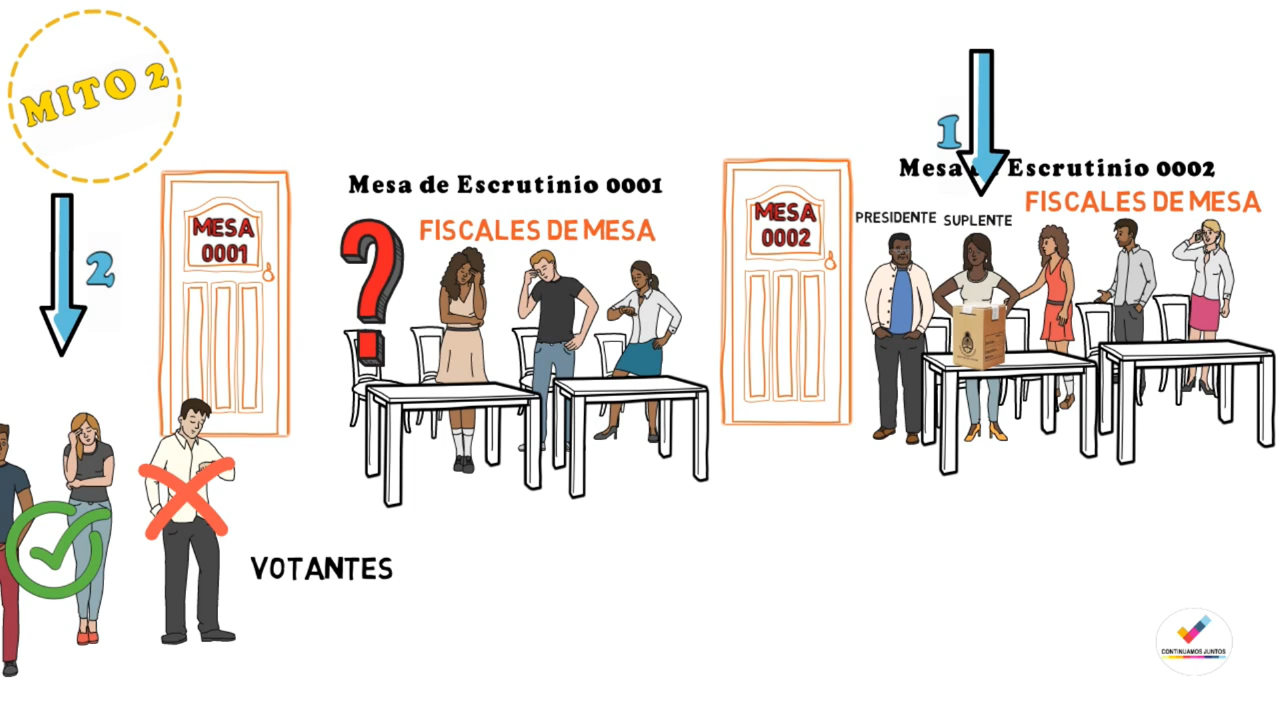 MITO 2
2
MESA
0001
Mesa de Escrutinio 0001
FISCALES DE MESA
?
MESA
0002
1
Mesa de Escrutinio 0002
FISCALES DE MESA
PRESIDENTE
SUPLENTE
VOTANTES
CONTINUAMOS JUNTOS